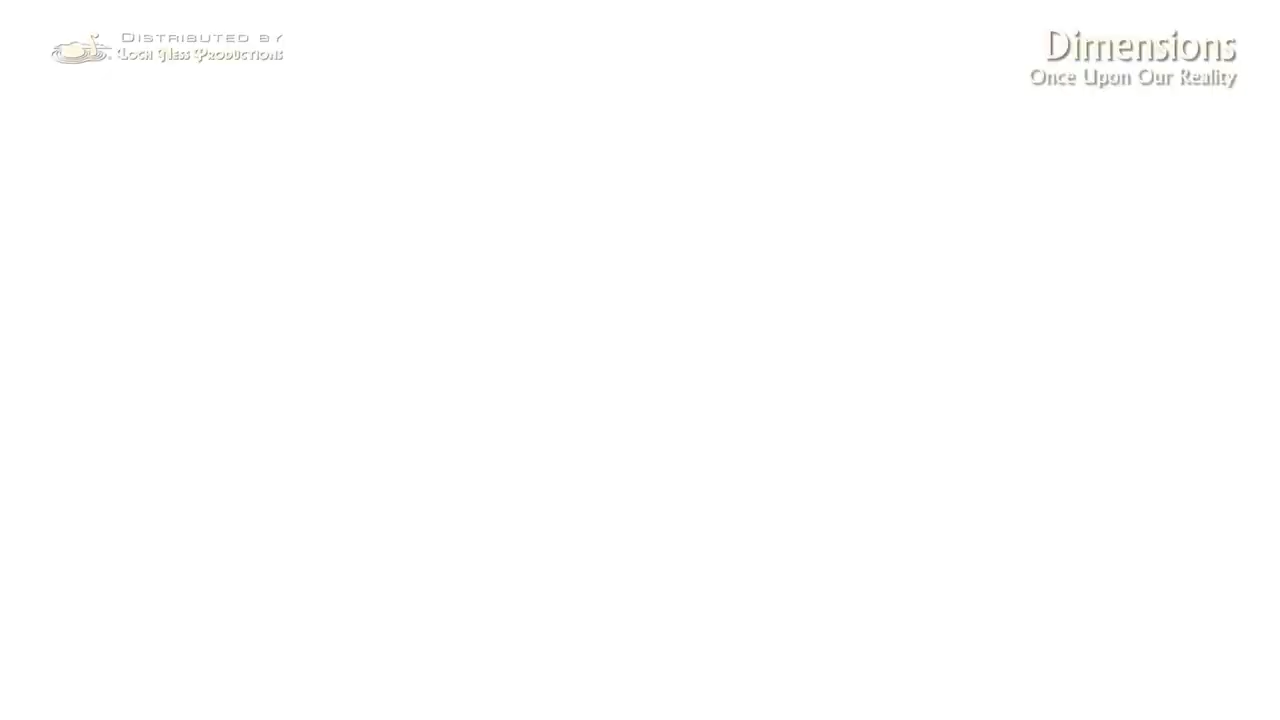 Distributed by
Loch Ness Productions
Dimensions
Once Upon Our Reality